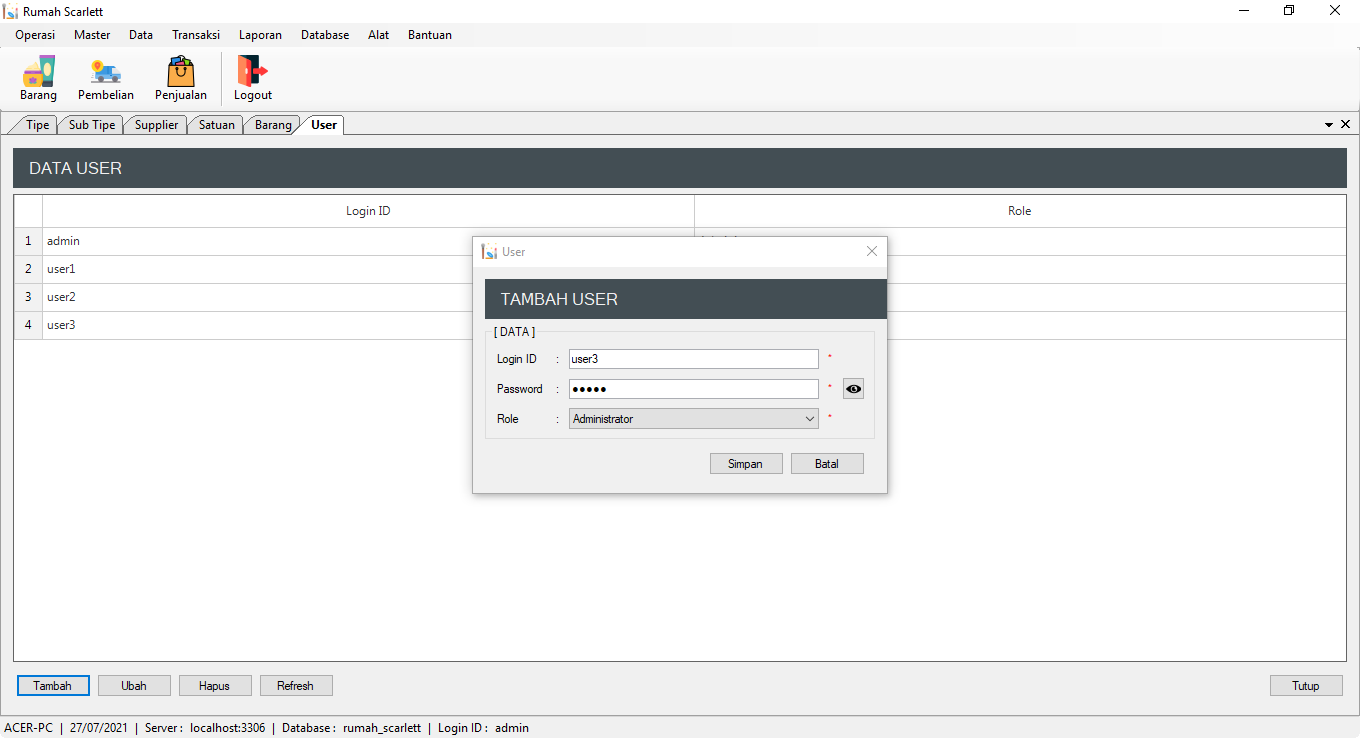 Rumah Scarlett
Operasi Master Data Transaksi Laporan Database Alat Bantuan
Barang Pembelian Penjualan Logout
Tipe Sub Tipe Supplier Satuan Barang User
DATA USER
Login ID Role
1 admin
2 user1
3 user2
4 user3
User
TAMBAH USER
[ DATA ]
Login ID : user3 *
Password : ●●●●● *
Role : Administrator *
Simpan Batal
Tambah Ubah Hapus Refresh Tutup
ACER-PC | 27/07/2021 | Server : localhost:3306 | Database : rumah_scarlett | Login ID : admin